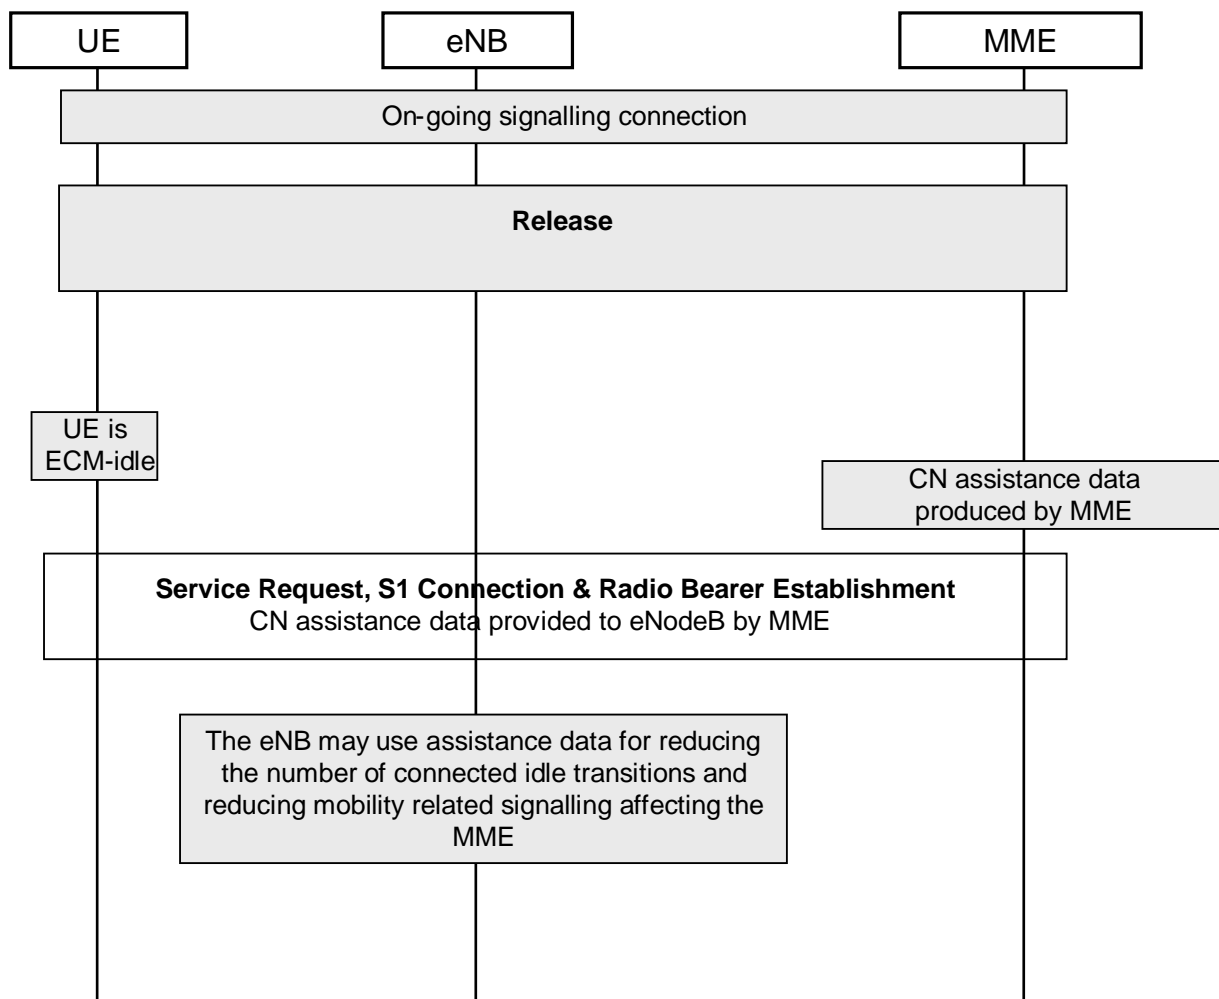 UE
eNB
MME
On-going signalling connection
Release
UE is
ECM-idle
CN assistance data
produced by MME
Service Request, S1 Connection & Radio Bearer Establishment
CN assistance data provided to eNodeB by MME
The eNB may use assistance data for reducing
the number of connected idle transitions and
reducing mobility related signalling affecting the
MME